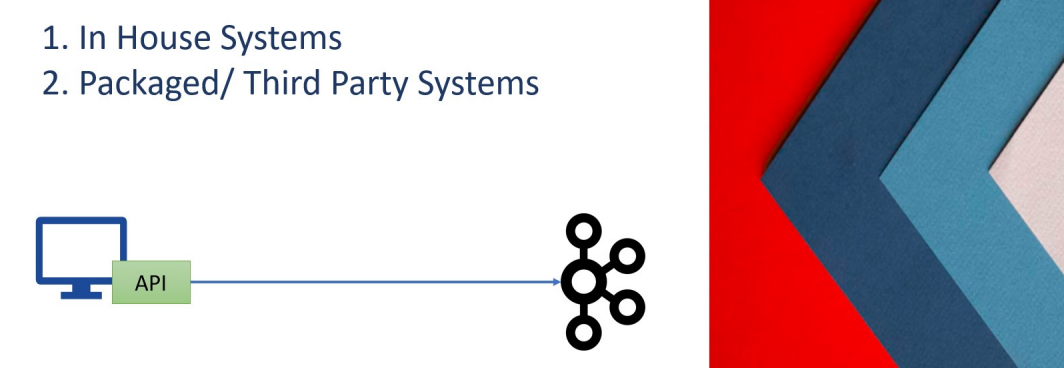 1. In House Systems
2. Packaged/ Third Party Systems
API